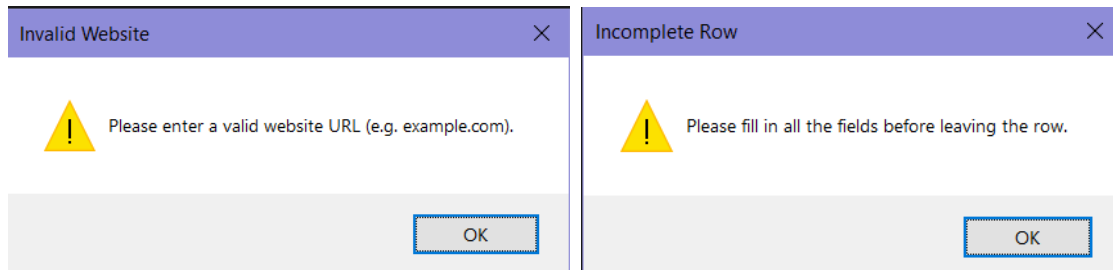 Invalid Website
Please enter a valid website URL (e.g. example.com).
OK
Incomplete Row
Please fill in all the fields before leaving the row.
OK